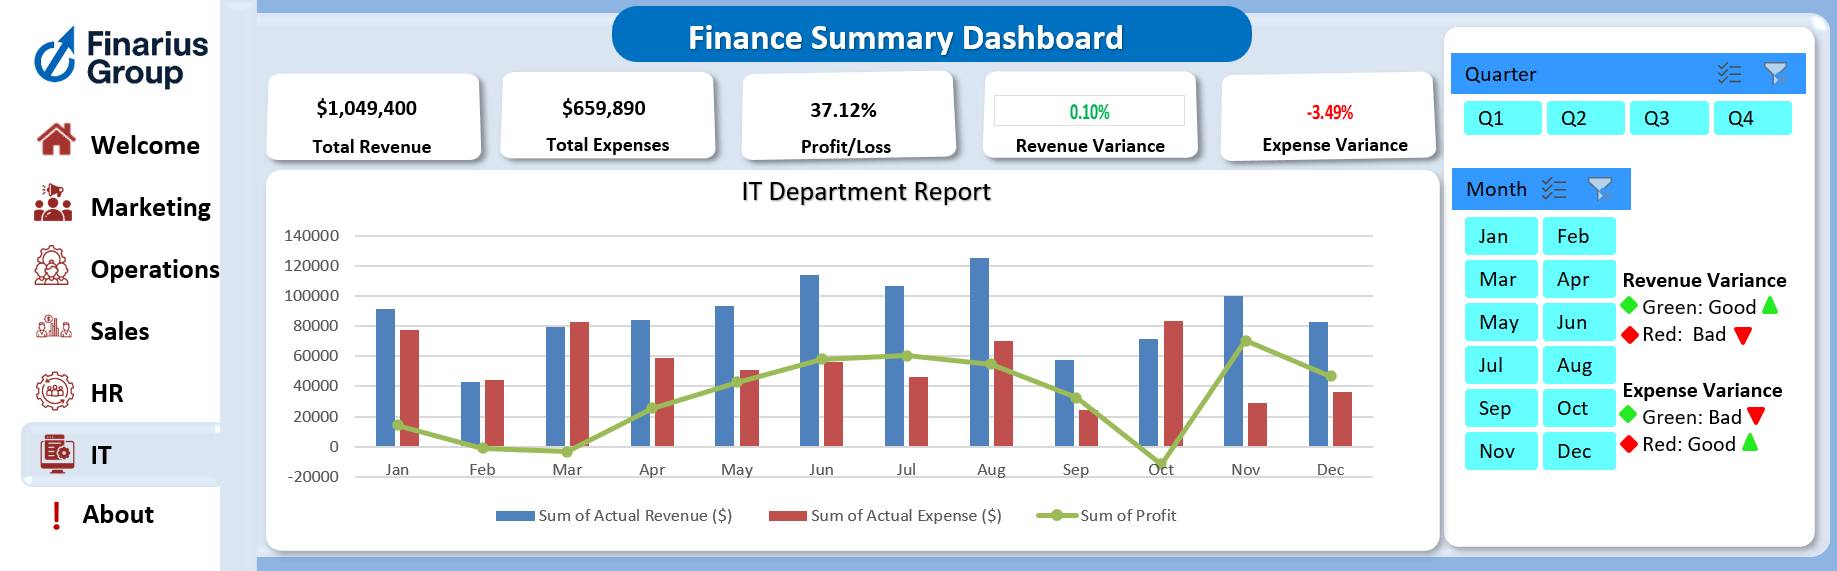 Finarius
Group
Welcome
Marketing
Operations
Sales
HR
IT
! About
Finance Summary Dashboard
$1,049,400
Total Revenue
$659,890
Total Expenses
37.12%
Profit/Loss
0.10%
Revenue Variance
-3.49%
Expense Variance
IT Department Report
140000
120000
100000
80000
60000
40000
20000
0
-20000
Jan Feb Mar Apr May Jun Jul Aug Sep Oct Nov Dec
Sum of Actual Revenue ($) Sum of Actual Expense ($) Sum of Profit
Quarter
Q1 Q2 Q3 Q4
Month
Jan Feb
Mar Apr
May Jun
Jul Aug
Sep Oct
Nov Dec
Revenue Variance
Green: Good
Red: Bad
Expense Variance
Green: Bad
Red: Good